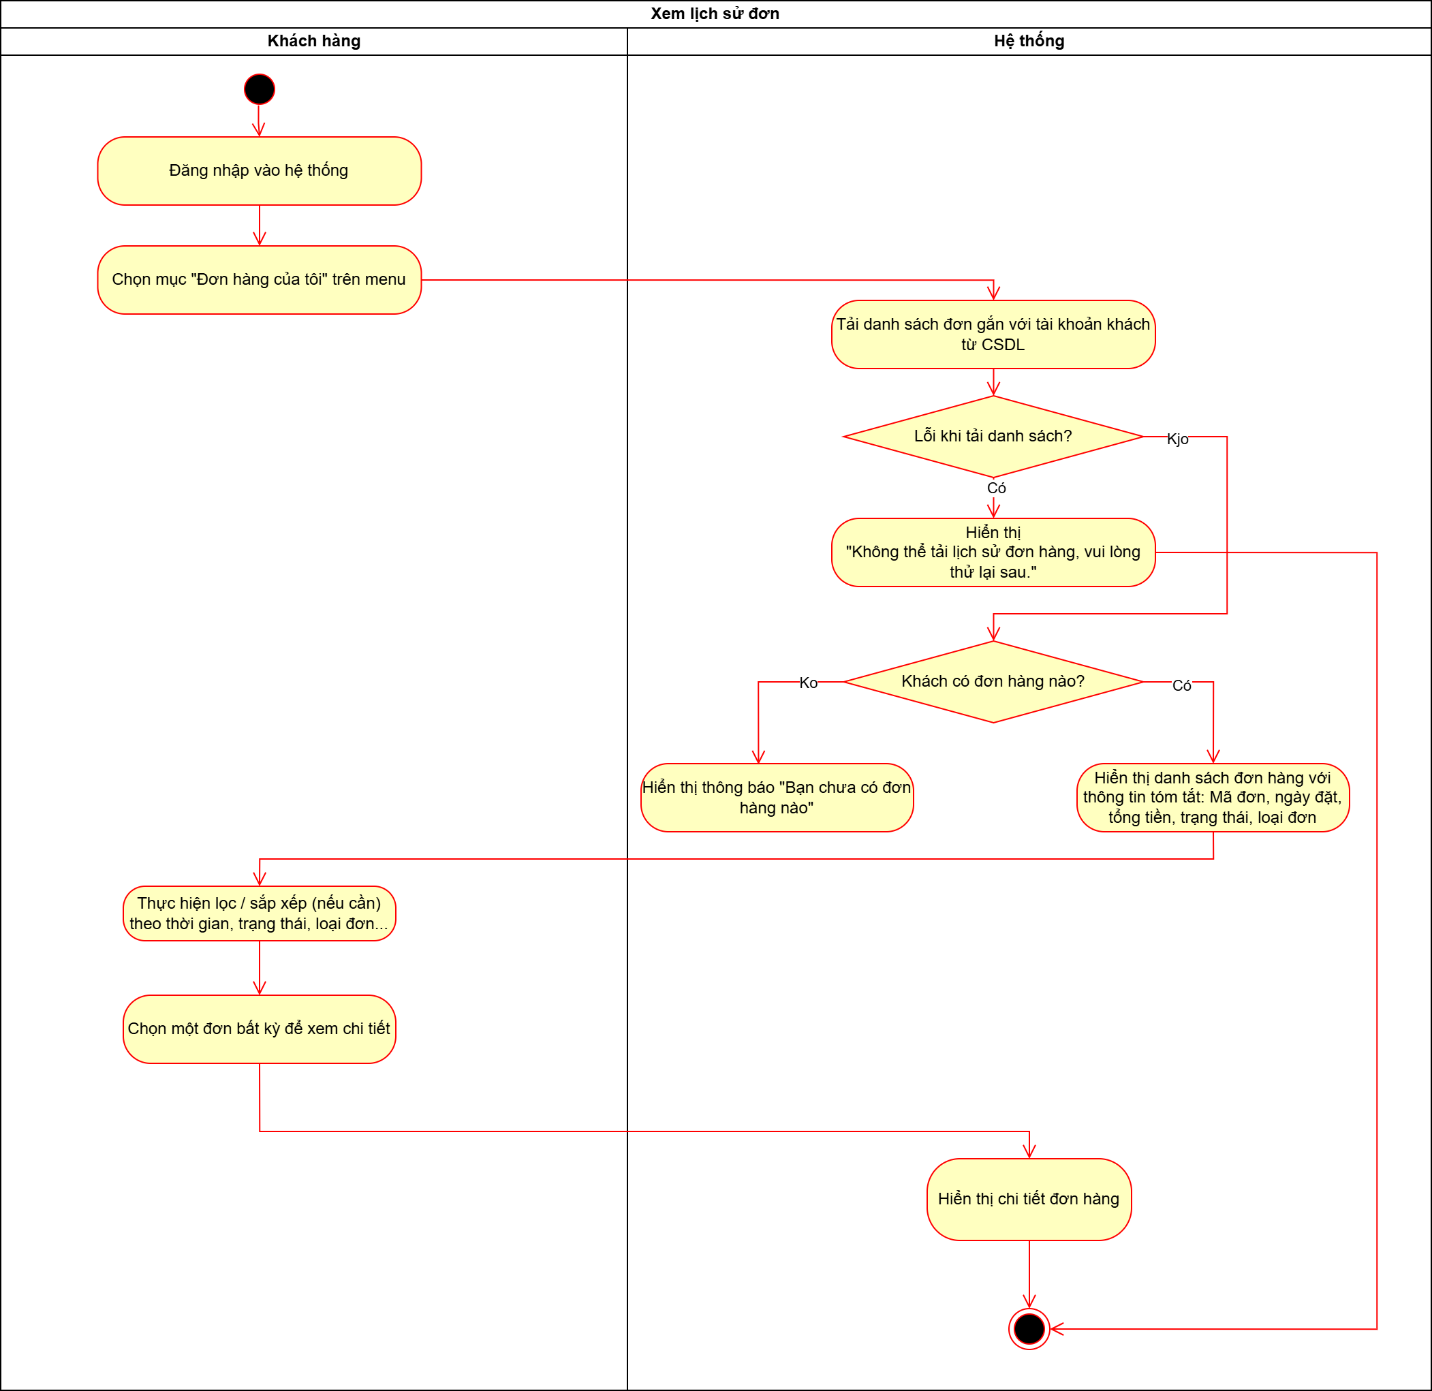 Xem lịch sử đơn
Khách hàng
Hệ thống
Đăng nhập vào hệ thống
Chọn mục "Đơn hàng của tôi" trên menu
Tải danh sách đơn gắn với tài khoản khách
từ CSDL
Lỗi khi tải danh sách?
Kjo
Có
Hiển thị
"Không thể tải lịch sử đơn hàng, vui lòng
thử lại sau."
Khách có đơn hàng nào?
Ko
Có
Hiển thị thông báo "Bạn chưa có đơn
hàng nào"
Hiển thị danh sách đơn hàng với
thông tin tóm tắt: Mã đơn, ngày đặt,
tổng tiền, trạng thái, loại đơn
Thực hiện lọc / sắp xếp (nếu cần)
theo thời gian, trạng thái, loại đơn...
Chọn một đơn bất kỳ để xem chi tiết
Hiển thị chi tiết đơn hàng